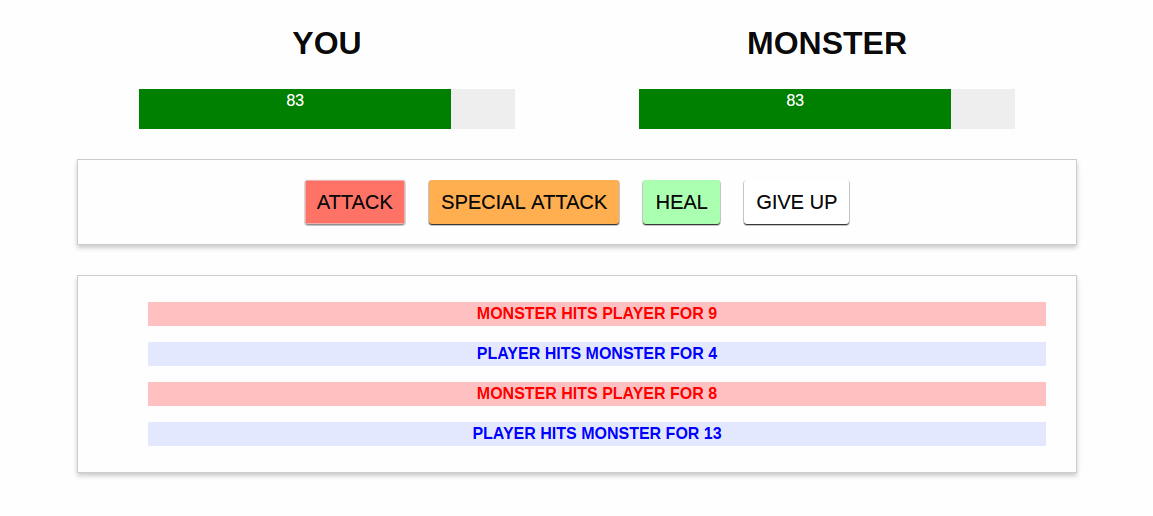 YOU
MONSTER
83
83
ATTACK
SPECIAL ATTACK
HEAL
GIVE UP
MONSTER HITS PLAYER FOR 9
PLAYER HITS MONSTER FOR 4
MONSTER HITS PLAYER FOR 8
PLAYER HITS MONSTER FOR 13